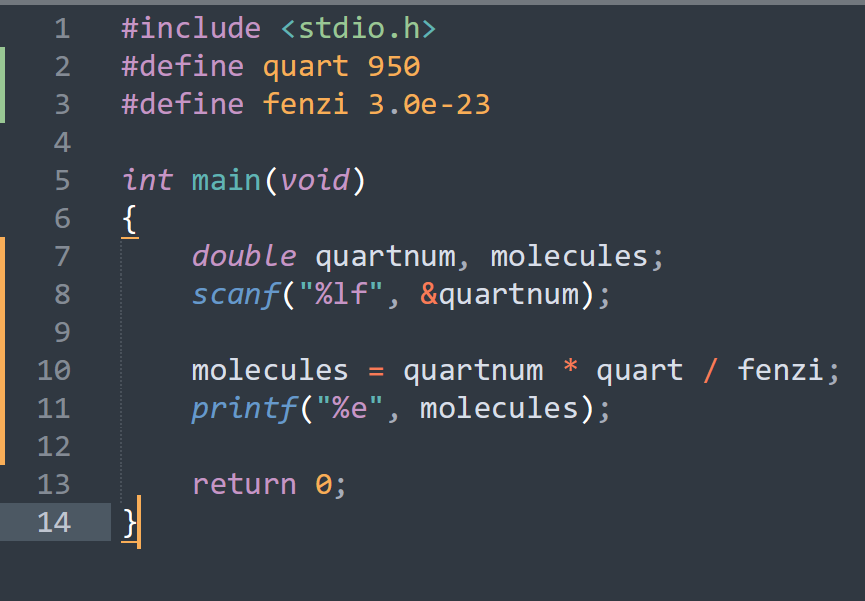 1 #include <stdio.h>
2 #define quart 950
3 #define fenzi 3.0e-23
4
5 int main(void)
6 {
7 double quartnum, molecules;
8 scanf("%lf", &quartnum);
9
10 molecules = quartnum * quart / fenzi;
11 printf("%e", molecules);
12
13 return 0;
14 }